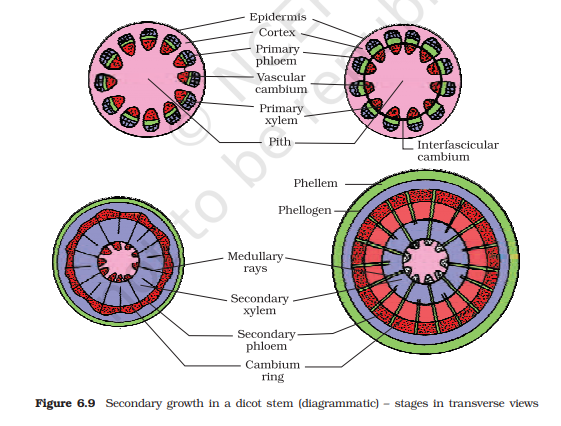 Epidermis
Cortex
Primary
phloem
Vascular
cambium
Primary
xylem
Pith
Interfascicular
cambium
Phellem
Phellogen
Medullary
rays
Secondary
xylem
Secondary
phloem
Cambium
ring
Figure 6.9 Secondary growth in a dicot stem (diagrammatic) – stages in transverse views